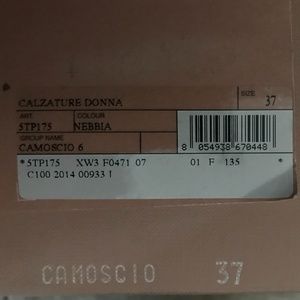 CALZATURE DONNA SIZE 37
ART. COLOUR
5TP175 NEBBIA
GROUP NAME
CAMOSCIO 6 8 054938 670448
*5TP175 XW3 F0471 07 01 F 135 *
C100 2014 00933 I
CAMOSCIO 37